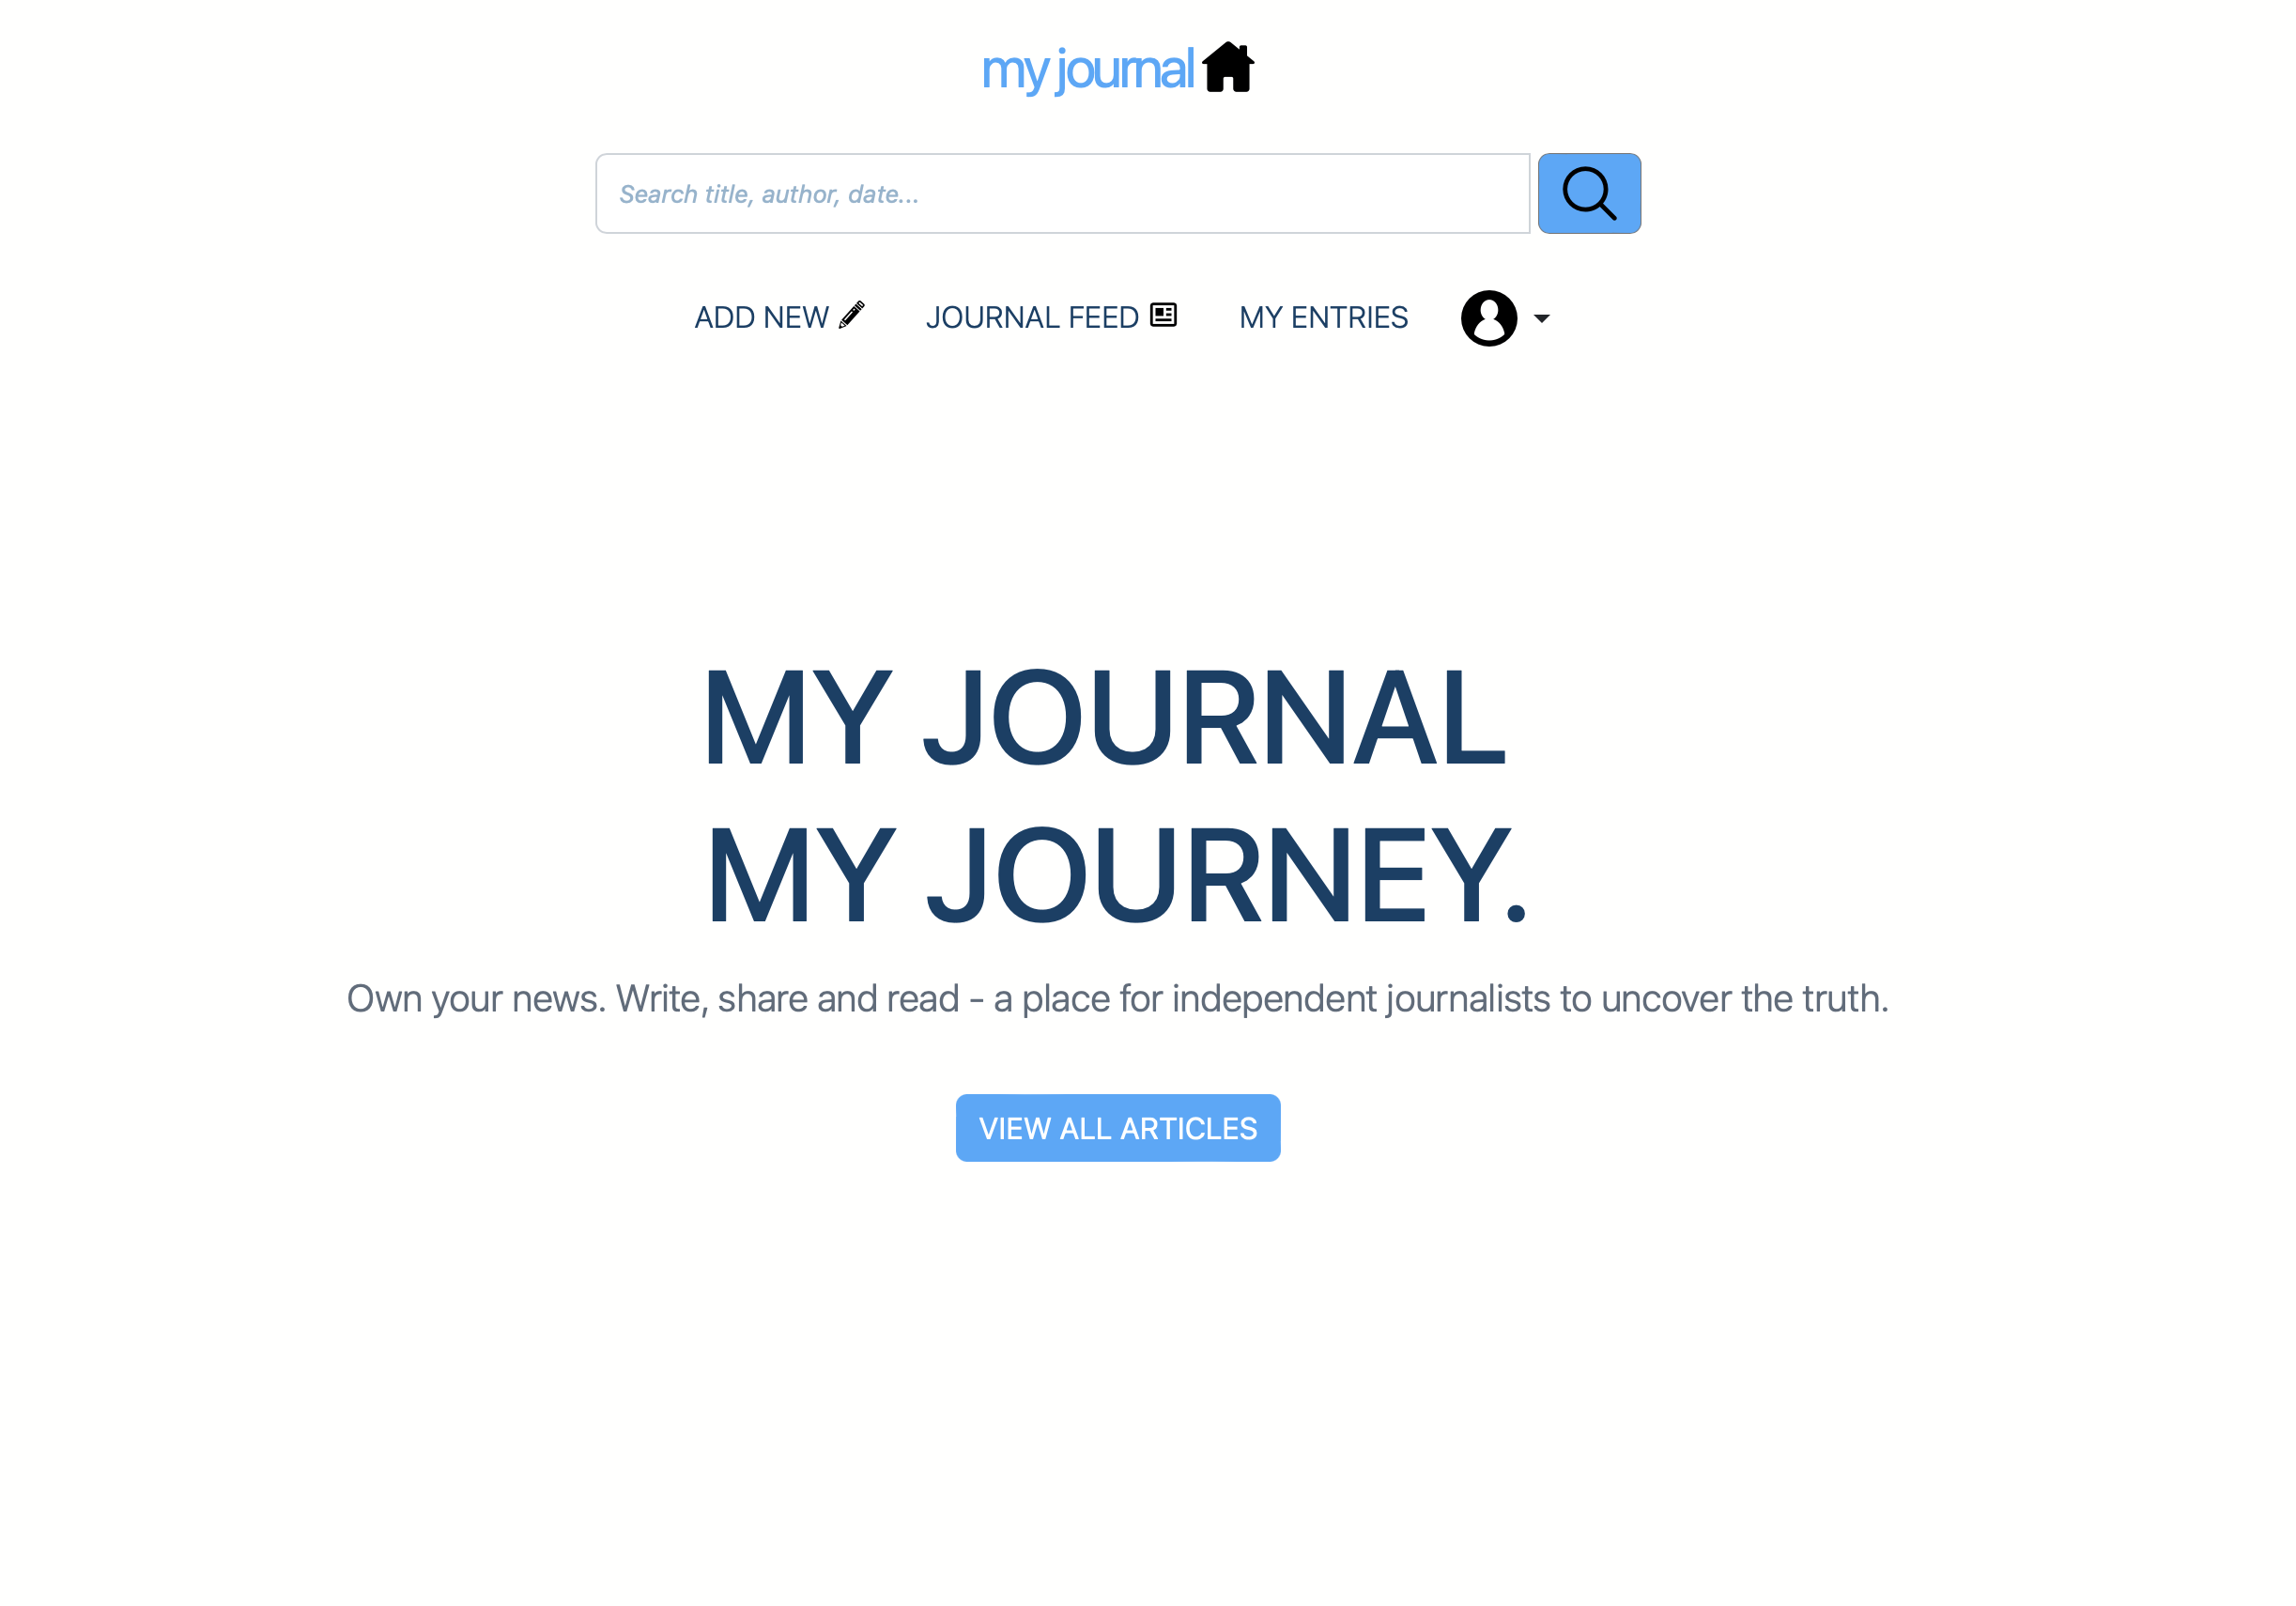 my journal
Search title, author, date...
ADD NEW JOURNAL FEED MY ENTRIES
MY JOURNAL
MY JOURNEY.
Own your news. Write, share and read - a place for independent journalists to uncover the truth.
VIEW ALL ARTICLES